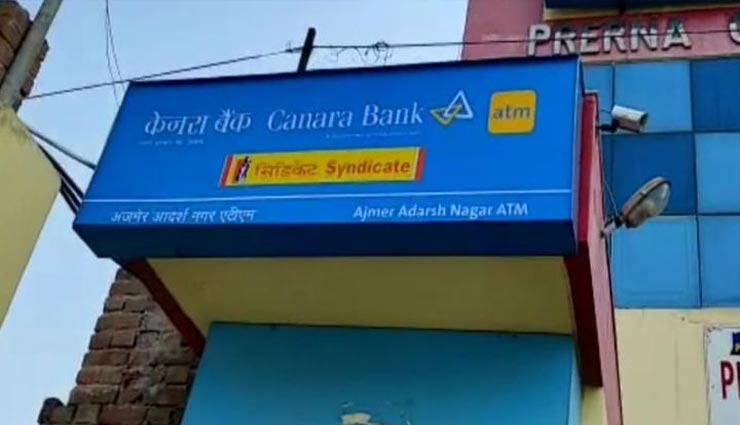 PRERNA
केनरा बैंक Canara Bank atm
सिंडिकेट Syndicate
अजमेर आदर्श नगर एटीएम Ajmer Adarsh Nagar ATM